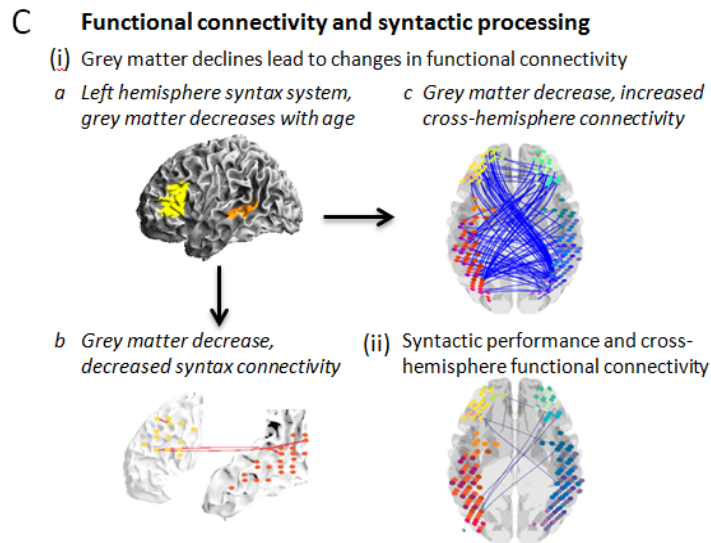 C Functional connectivity and syntactic processing
(i) Grey matter declines lead to changes in functional connectivity
a Left hemisphere syntax system,
grey matter decreases with age
c Grey matter decrease, increased
cross-hemisphere connectivity
b Grey matter decrease,
decreased syntax connectivity
(ii) Syntactic performance and cross-
hemisphere functional connectivity